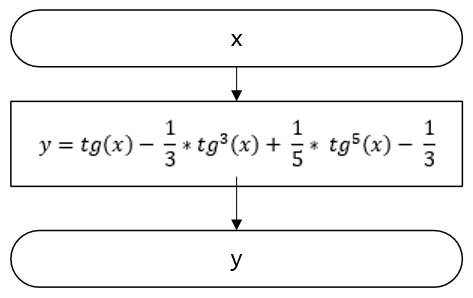 x
y = tg(x) − 1/3 * tg³(x) + 1/5 * tg⁵(x) − 1/3
y